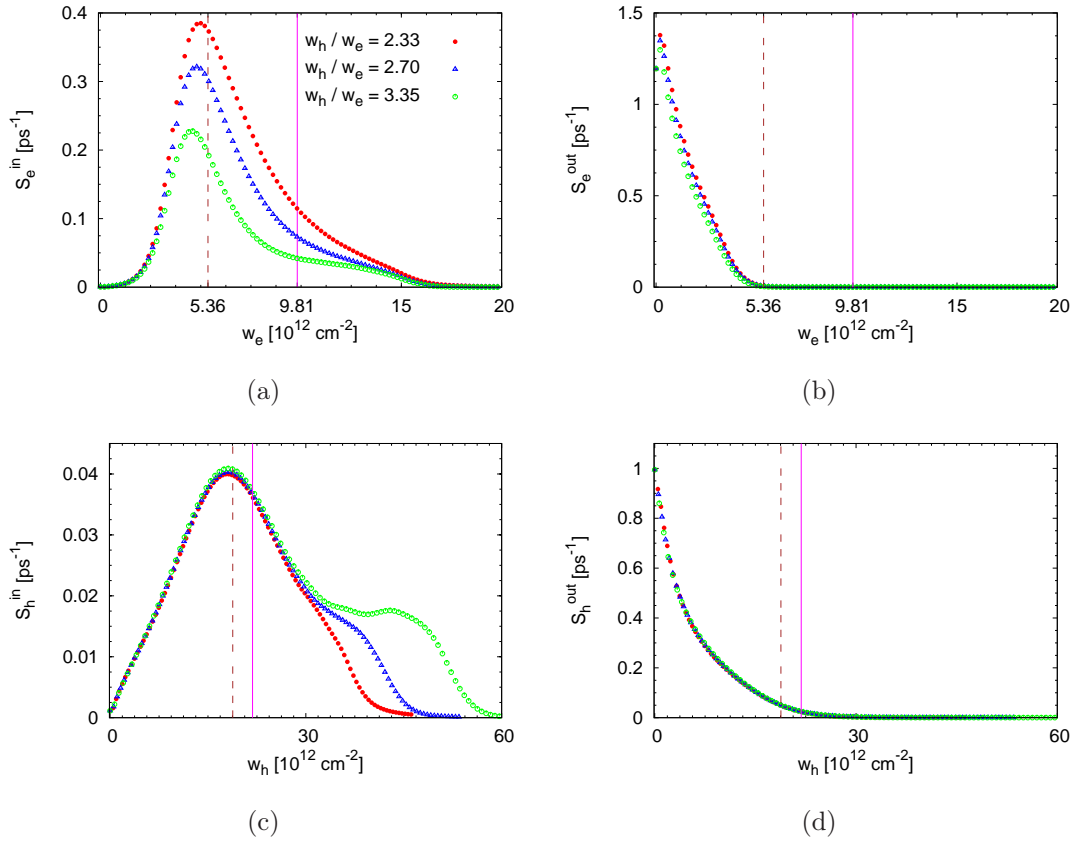 S_e^in [ps^-1]
0.4
0.3
0.2
0.1
0
0 5.36 9.81 15 20
w_e [10^12 cm^-2]
w_h / w_e = 2.33
w_h / w_e = 2.70
w_h / w_e = 3.35
(a)
S_e^out [ps^-1]
1.5
1
0.5
0
0 5.36 9.81 15 20
w_e [10^12 cm^-2]
(b)
S_h^in [ps^-1]
0.04
0.03
0.02
0.01
0
0 30 60
w_h [10^12 cm^-2]
(c)
S_h^out [ps^-1]
1
0.8
0.6
0.4
0.2
0
0 30 60
w_h [10^12 cm^-2]
(d)